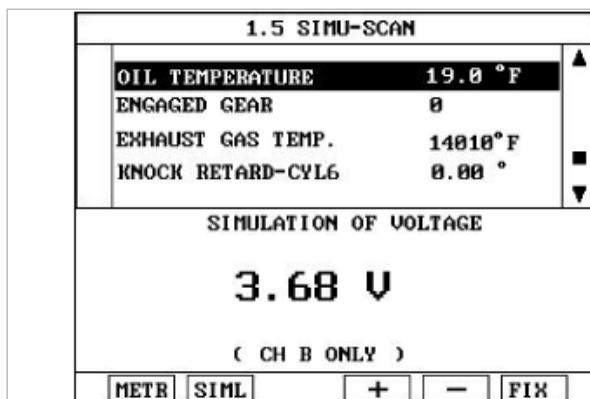 1.5 SIMU-SCAN
OIL TEMPERATURE 19.0 °F
ENGAGED GEAR 0
EXHAUST GAS TEMP. 14010°F
KNOCK RETARD-CYL6 0.00 °
SIMULATION OF VOLTAGE
3.68 V
( CH B ONLY )
METR SIML + − FIX